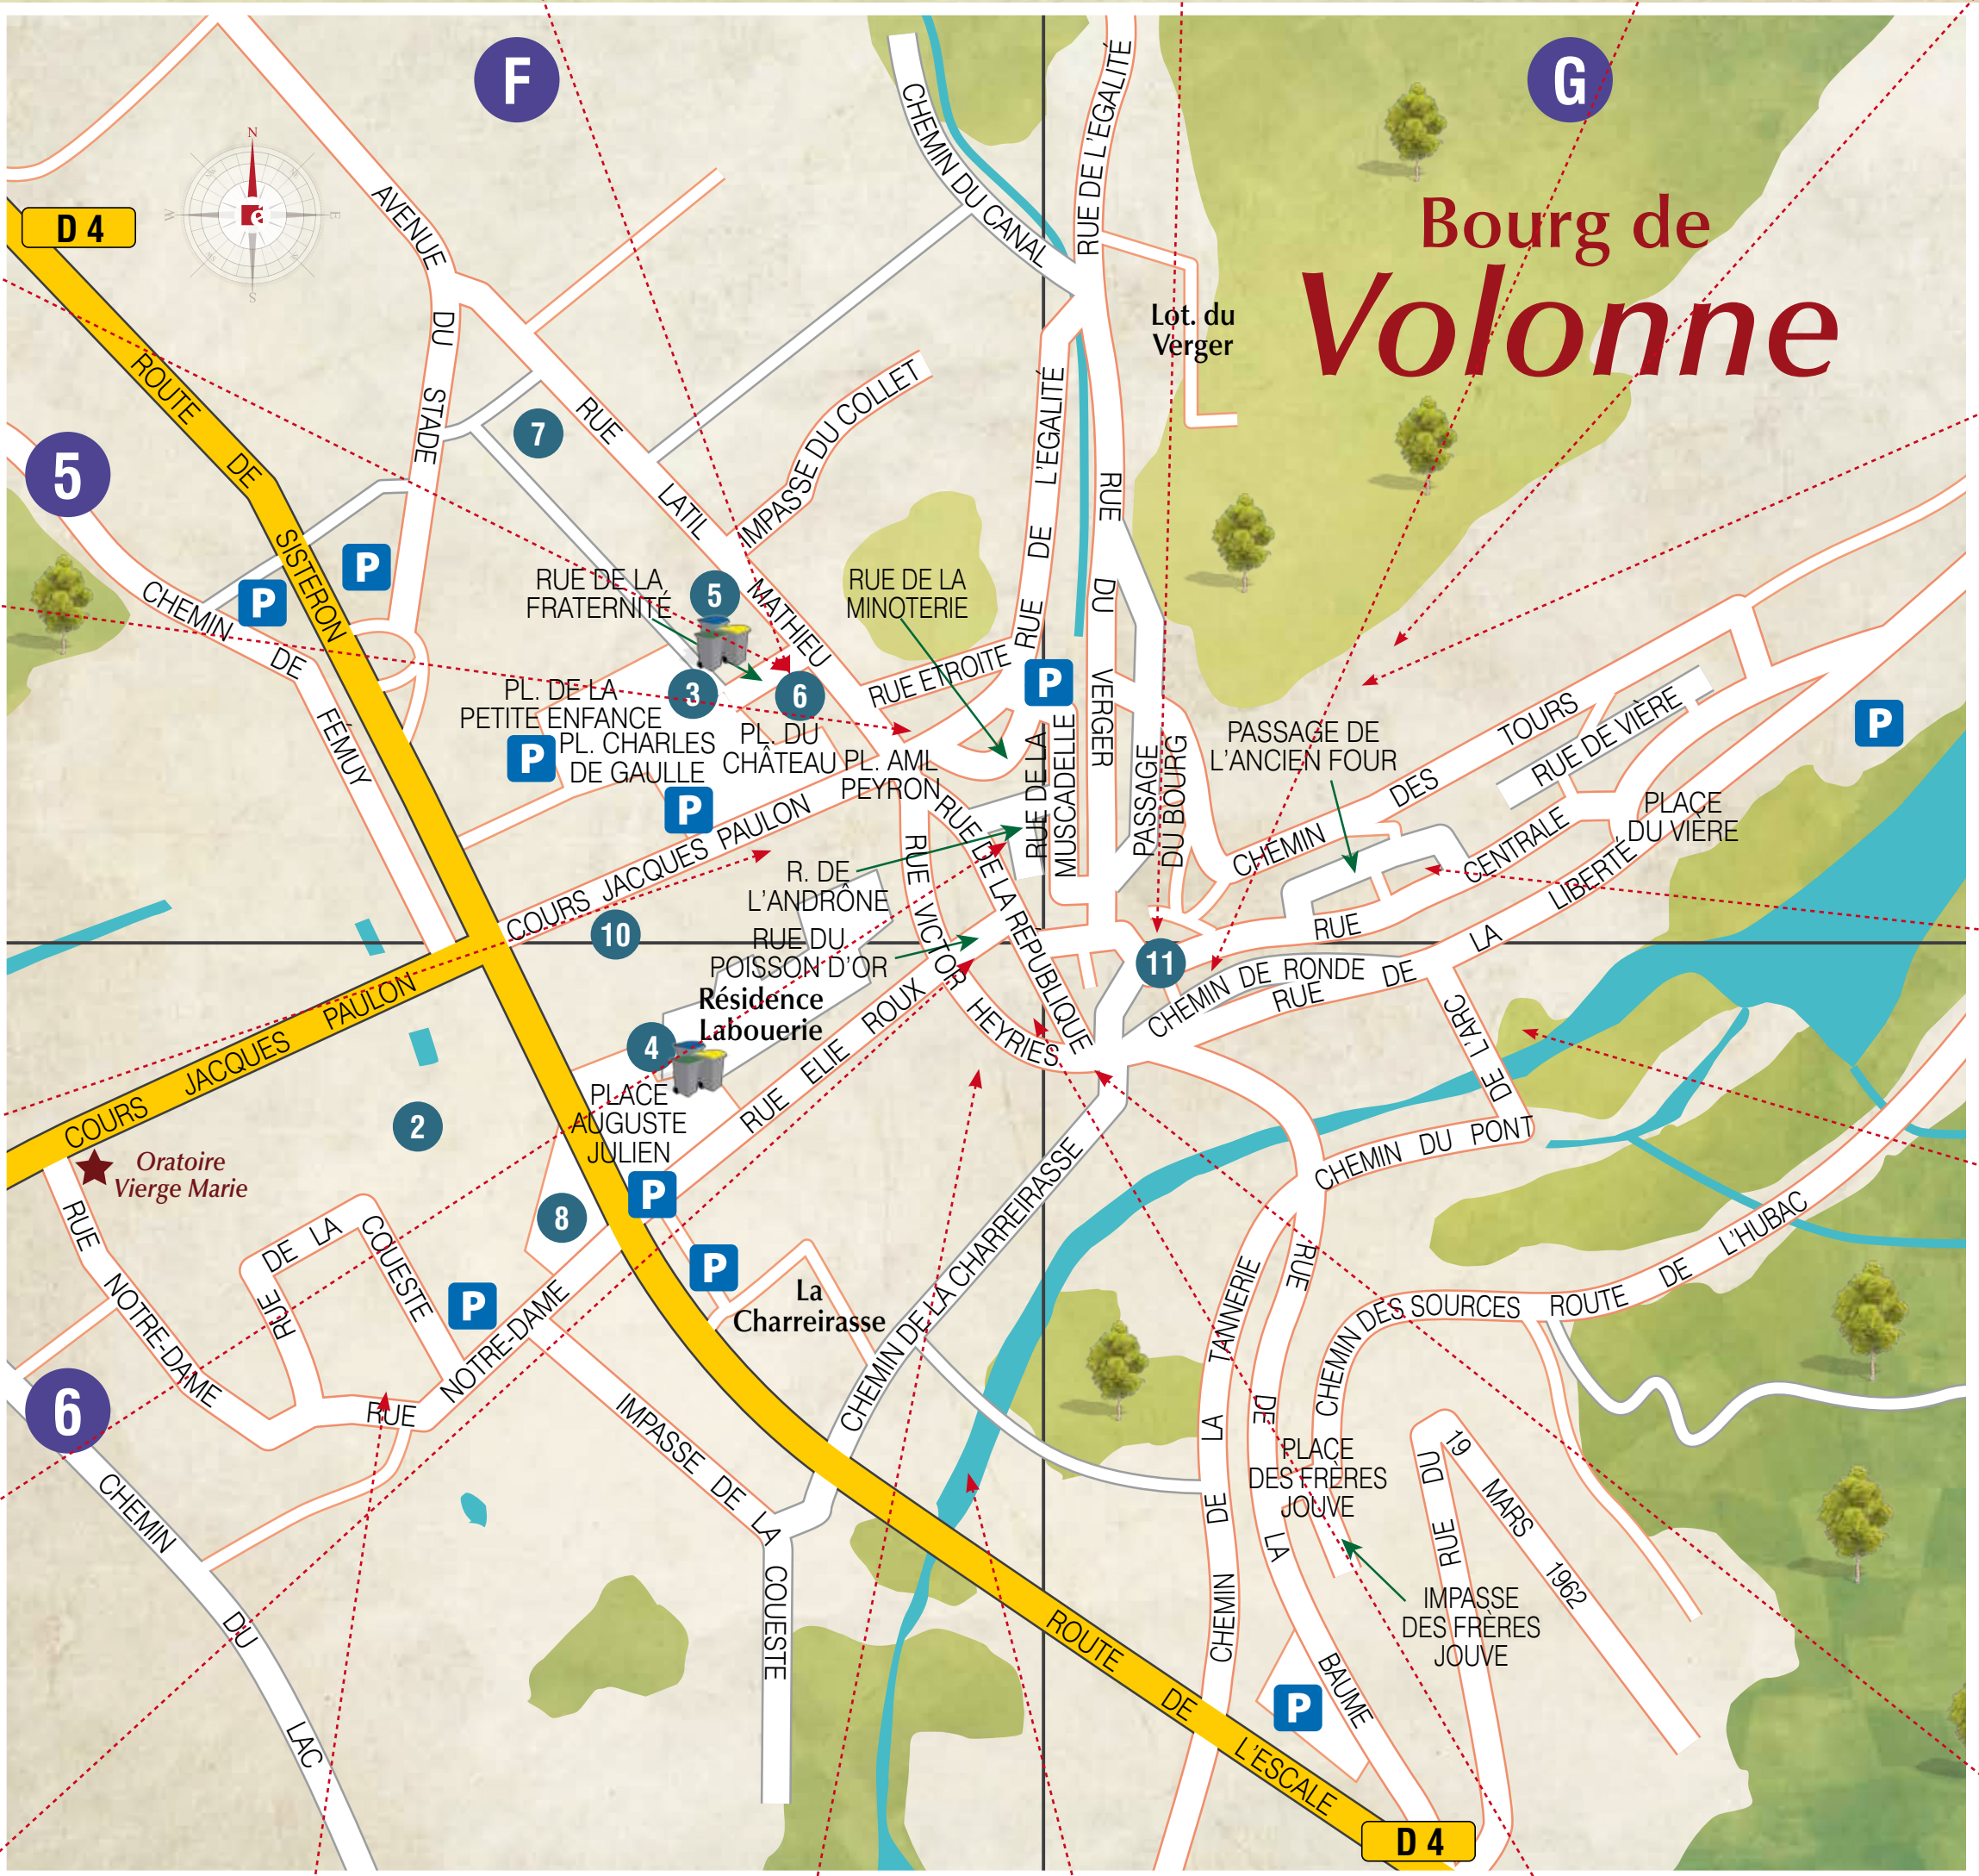 F
G
Bourg de
Volonne
D 4
N
E
S
W
CHEMIN DU CANAL
RUE DE L'EGALITÉ
AVENUE DU STADE
Lot. du
Verger
ROUTE DE SISTERON
5
7
RUE LATIL MATHIEU
IMPASSE DU COLLET
RUE DE L'EGALITÉ
RUE DU VERGER
P
P
CHEMIN DE FÉMUY
RUE DE LA
FRATERNITÉ
5
RUE DE LA
MINOTERIE
RUE ETROITE
P
3
6
PL. DE LA
PETITE ENFANCE
P
PL. CHARLES
DE GAULLE
PL. DU
CHÂTEAU
PL. AML
PEYRON
P
COURS JACQUES PAULON
RUE DE LA
MUSCADELLE
PASSAGE
DU BOURG
PASSAGE DE
L'ANCIEN FOUR
CHEMIN DES TOURS
RUE DE VIÈRE
P
PLACE
DU VIÈRE
RUE CENTRALE
RUE DE LA LIBERTÉ
R. DE
L'ANDRÔNE
RUE VICTOR HEYRIES
RUE DE LA REPUBLIQUE
10
RUE DU
POISSON D'OR
11
CHEMIN DE RONDE
Résidence
Labouerie
RUE ELIE ROUX
4
COURS JACQUES PAULON
2
PLACE
AUGUSTE
JULIEN
P
8
Oratoire
Vierge Marie
RUE NOTRE-DAME
RUE DE LA COUESTE
P
P
RUE NOTRE-DAME
La
Charreirasse
CHEMIN DE LA CHARREIRASSE
DE L'ARC
CHEMIN DU PONT
CHEMIN DE LA TANNERIE
RUE DE LA BAUME
CHEMIN DES SOURCES
ROUTE DE L'HUBAC
6
CHEMIN DU LAC
IMPASSE DE LA COUESTE
PLACE
DES FRÈRES
JOUVE
IMPASSE
DES FRÈRES
JOUVE
RUE DU 19 MARS 1962
P
ROUTE DE L'ESCALE
D 4